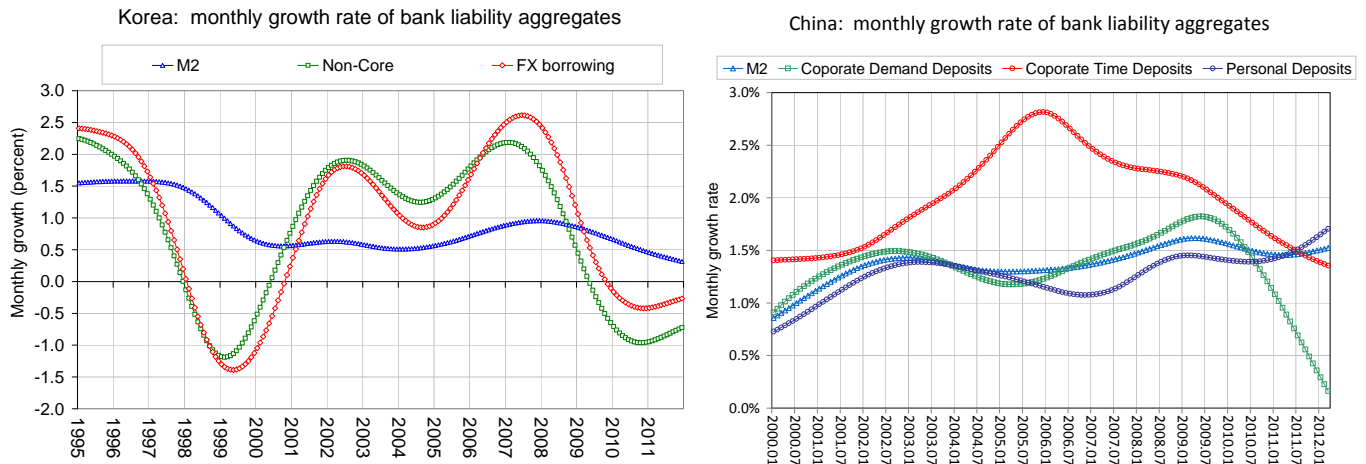 Korea: monthly growth rate of bank liability aggregates
M2 Non-Core FX borrowing
Monthly growth (percent)
3.0
2.5
2.0
1.5
1.0
0.5
0.0
-0.5
-1.0
-1.5
-2.0
1995 1996 1997 1998 1999 2000 2001 2002 2003 2004 2005 2006 2007 2008 2009 2010 2011
China: monthly growth rate of bank liability aggregates
M2 Coporate Demand Deposits Coporate Time Deposits Personal Deposits
Monthly growth rate
3.0%
2.5%
2.0%
1.5%
1.0%
0.5%
0.0%
2000.01 2000.07 2001.01 2001.07 2002.01 2002.07 2003.01 2003.07 2004.01 2004.07 2005.01 2005.07 2006.01 2006.07 2007.01 2007.07 2008.01 2008.07 2009.01 2009.07 2010.01 2010.07 2011.01 2011.07 2012.01